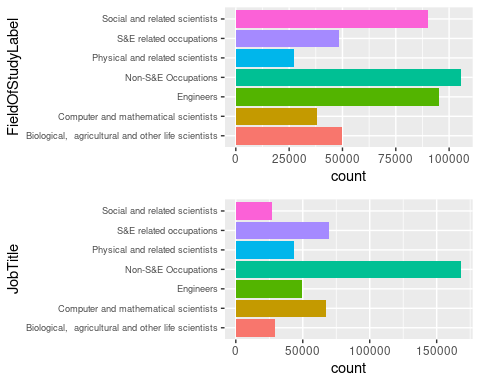 FieldOfStudyLabel
Social and related scientists
S&E related occupations
Physical and related scientists
Non-S&E Occupations
Engineers
Computer and mathematical scientists
Biological,  agricultural and other life scientists
0 25000 50000 75000 100000
count
JobTitle
Social and related scientists
S&E related occupations
Physical and related scientists
Non-S&E Occupations
Engineers
Computer and mathematical scientists
Biological,  agricultural and other life scientists
0 50000 100000 150000
count